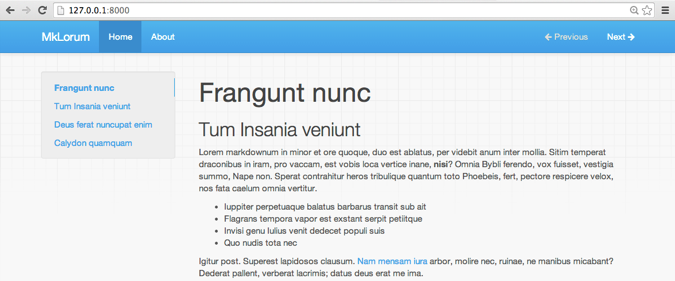 127.0.0.1:8000
MkLorum Home About Previous Next
Frangunt nunc
Tum Insania veniunt
Deus ferat nuncupat enim
Calydon quamquam
Frangunt nunc
Tum Insania veniunt
Lorem markdownum in minor et ore quoque, duo est ablatus, per videbit anum inter mollia. Sitim temperat
draconibus in iram, pro vaccam, est vobis loca vertice inane, nisi? Omnia Bybli ferendo, vox fuisset, vestigia
summo, Nape non. Sperat contrahitur heros tribulique quantum toto Phoebeis, fert, pectore respicere velox,
nos fata caelum omnia vertitur.
• Iuppiter perpetuaque balatus barbarus transit sub ait
• Flagrans tempora vapor est exstant serpit petiitque
• Invisi genu Iulius venit dedecet populi suis
• Quo nudis tota nec
Igitur post. Superest lapidosos clausum. Nam mensam iura arbor, molire nec, ruinae, ne manibus micabant?
Dederat pallent, verberat lacrimis; datus deus erat me ima.